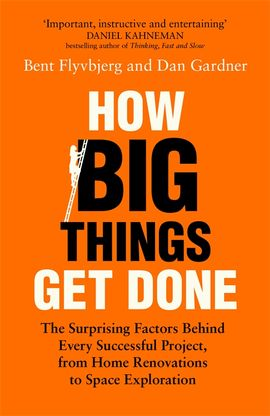 ‘Important, instructive and entertaining’
DANIEL KAHNEMAN
bestselling author of Thinking, Fast and Slow
Bent Flyvbjerg and Dan Gardner
HOW
BIG
THINGS
GET DONE
The Surprising Factors Behind
Every Successful Project,
from Home Renovations
to Space Exploration